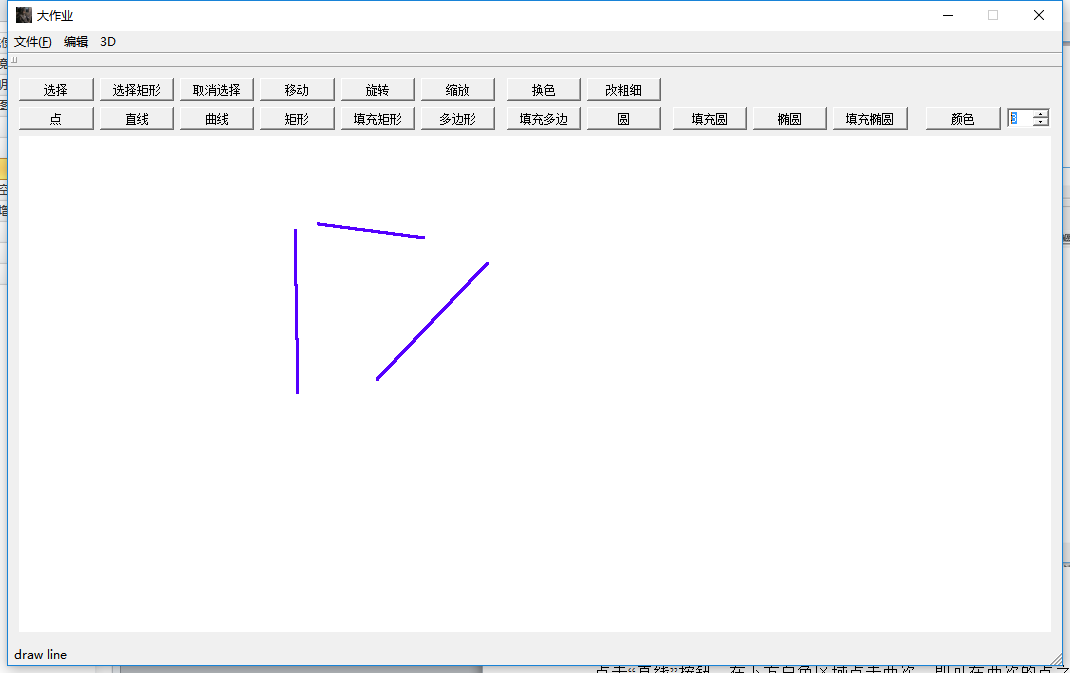 大作业
文件(F) 编辑 3D
选择 选择矩形 取消选择 移动 旋转 缩放 换色 改粗细
点 直线 曲线 矩形 填充矩形 多边形 填充多边 圆 填充圆 椭圆 填充椭圆 颜色 3
draw line